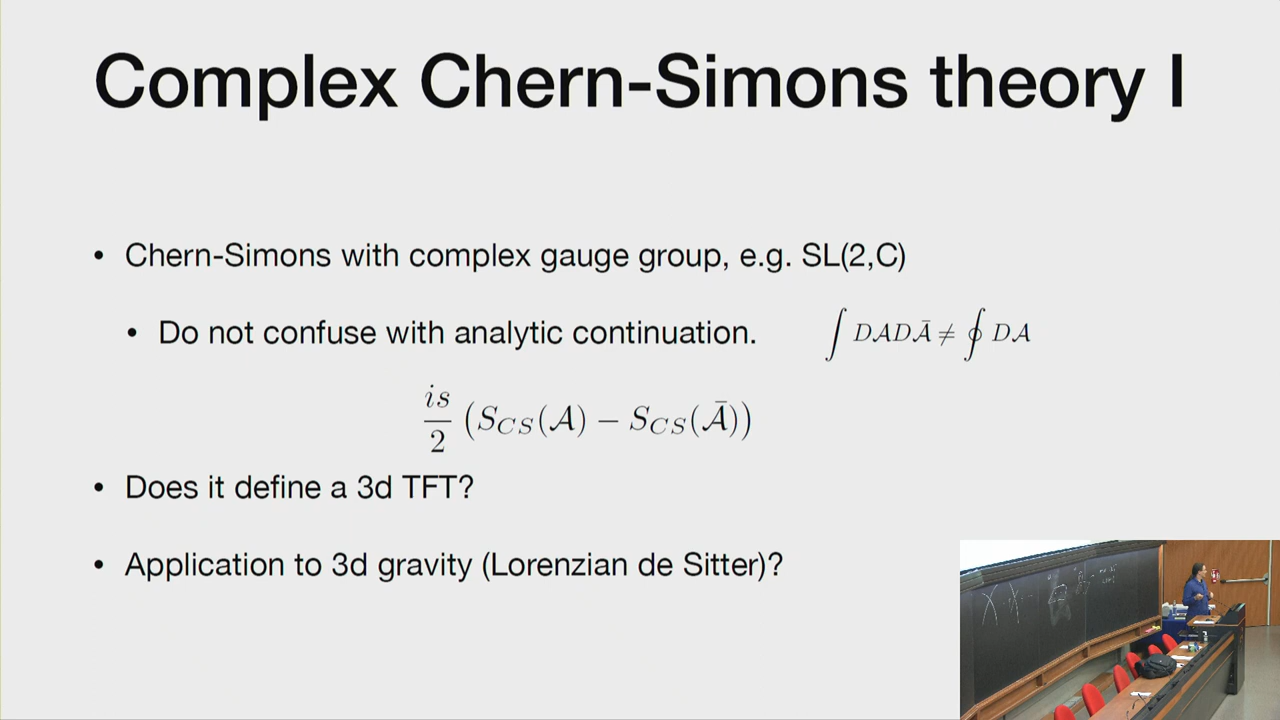 Complex Chern-Simons theory I
• Chern-Simons with complex gauge group, e.g. SL(2,C)
• Do not confuse with analytic continuation. ∫ DADĀ ≠ ∮ DA
is/2 (S_CS(𝒜) − S_CS(𝒜̄))
• Does it define a 3d TFT?
• Application to 3d gravity (Lorenzian de Sitter)?